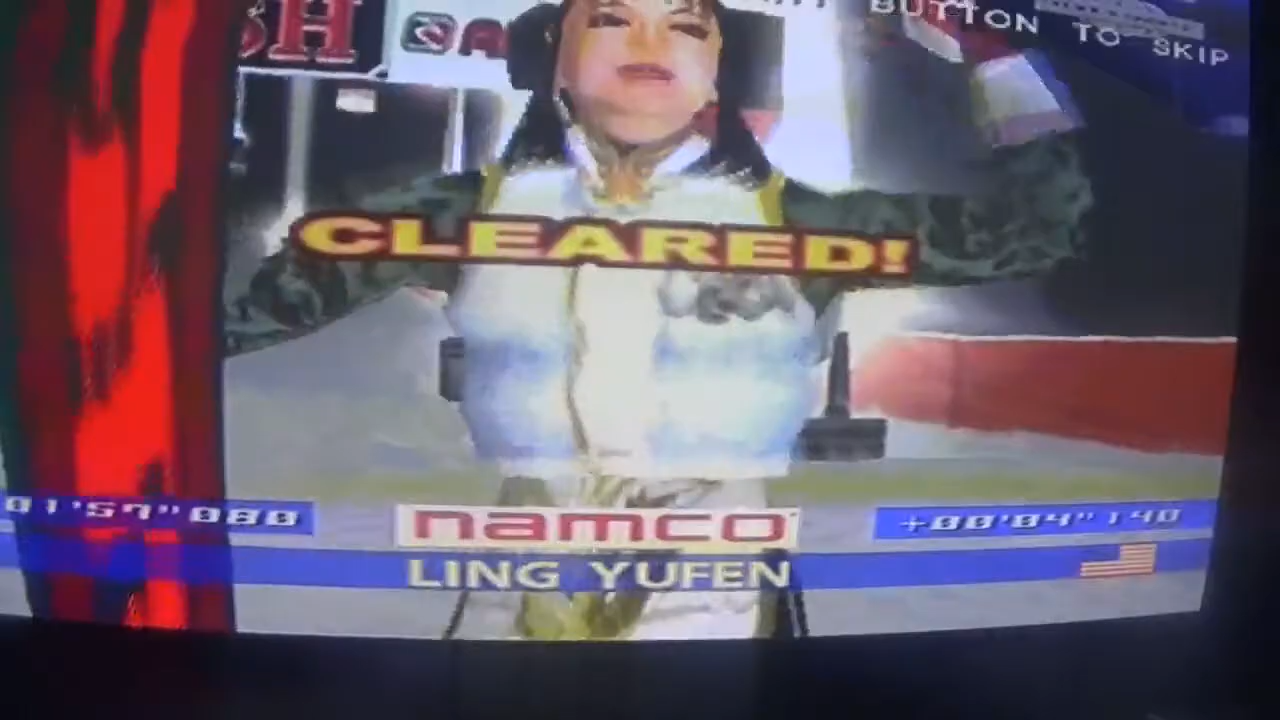 BUTTON TO SKIP
CLEARED!
01'57"080
namco
+00'04"140
LING YUFEN